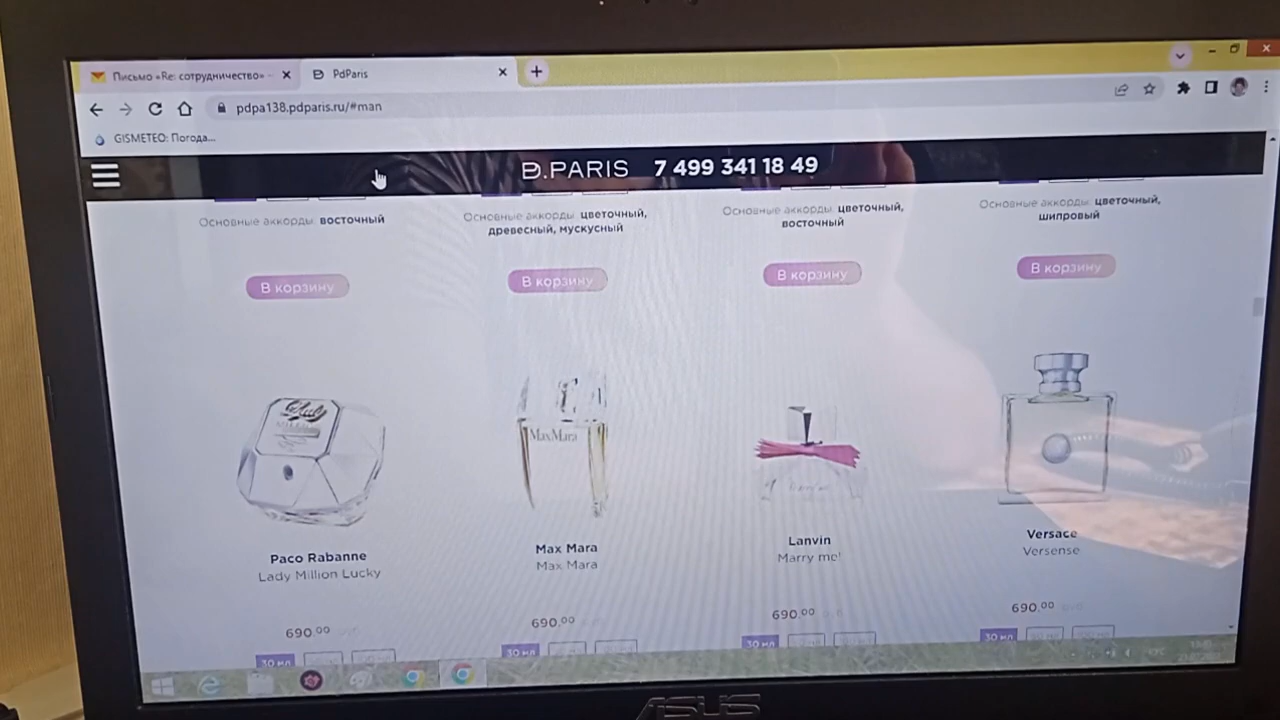 Письмо «Re: сотрудничество» -
PdParis
pdpa138.pdparis.ru/#man
GISMETEO: Погода...
PARIS 7 499 341 18 49
Основные аккорды: восточный
Основные аккорды: цветочный,
древесный, мускусный
Основные аккорды: цветочный,
восточный
Основные аккорды: цветочный,
шипровый
В корзину
В корзину
В корзину
В корзину
Lady
MaxMara
Paco Rabanne
Lady Million Lucky
Max Mara
Max Mara
Lanvin
Marry me!
Versace
Versense
690.00
690.00
690.00
690.00
30 мл
30 мл
30 мл
30 мл
ASUS